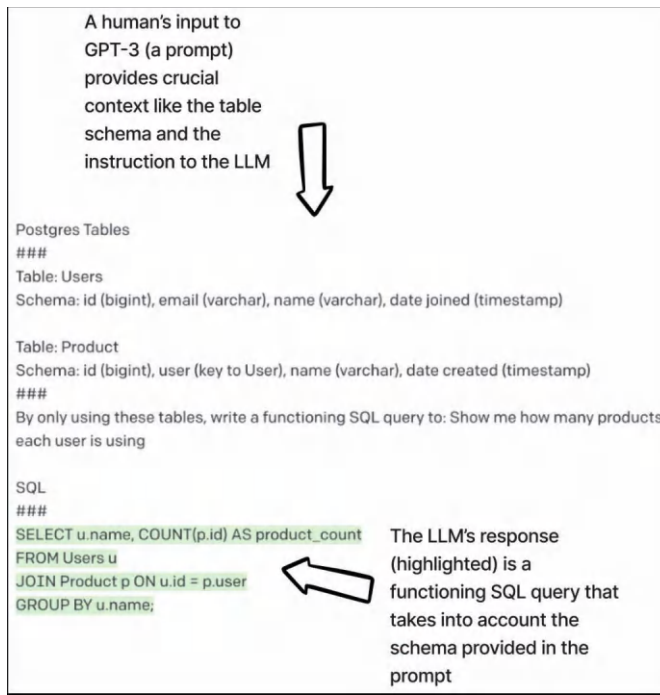 A human's input to
GPT-3 (a prompt)
provides crucial
context like the table
schema and the
instruction to the LLM
Postgres Tables
###
Table: Users
Schema: id (bigint), email (varchar), name (varchar), date joined (timestamp)
Table: Product
Schema: id (bigint), user (key to User), name (varchar), date created (timestamp)
###
By only using these tables, write a functioning SQL query to: Show me how many products
each user is using
SQL
###
SELECT u.name, COUNT(p.id) AS product_count
FROM Users u
JOIN Product p ON u.id = p.user
GROUP BY u.name;
The LLM's response
(highlighted) is a
functioning SQL query that
takes into account the
schema provided in the
prompt